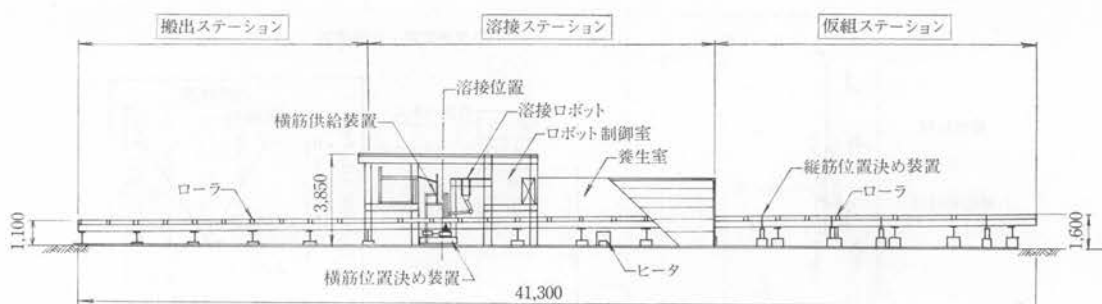 搬出ステーション
溶接ステーション
仮組ステーション
溶接位置
溶接ロボット
横筋供給装置
ロボット制御室
養生室
縦筋位置決め装置
ローラ
ローラ
3,850
1,100
1,600
横筋位置決め装置
ヒータ
41,300